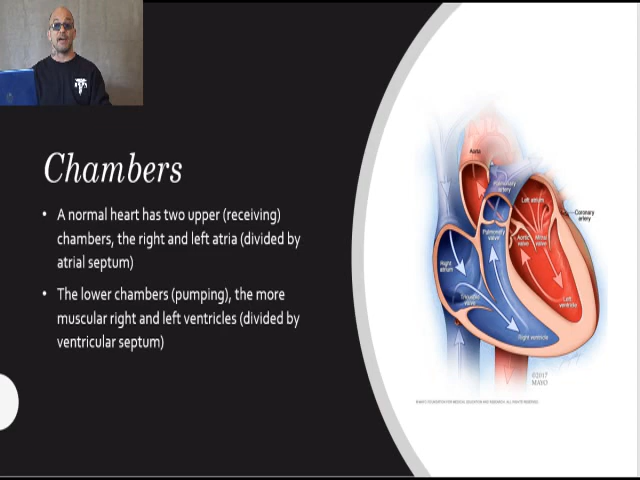 Chambers
• A normal heart has two upper (receiving)
chambers, the right and left atria (divided by
atrial septum)
• The lower chambers (pumping), the more
muscular right and left ventricles (divided by
ventricular septum)
Aorta
Pulmonary
artery
Left atrium
Coronary
artery
Pulmonary
valve
Aortic
valve
Mitral
valve
Right
atrium
Tricuspid
valve
Left
ventricle
Right ventricle
©2017
MAYO